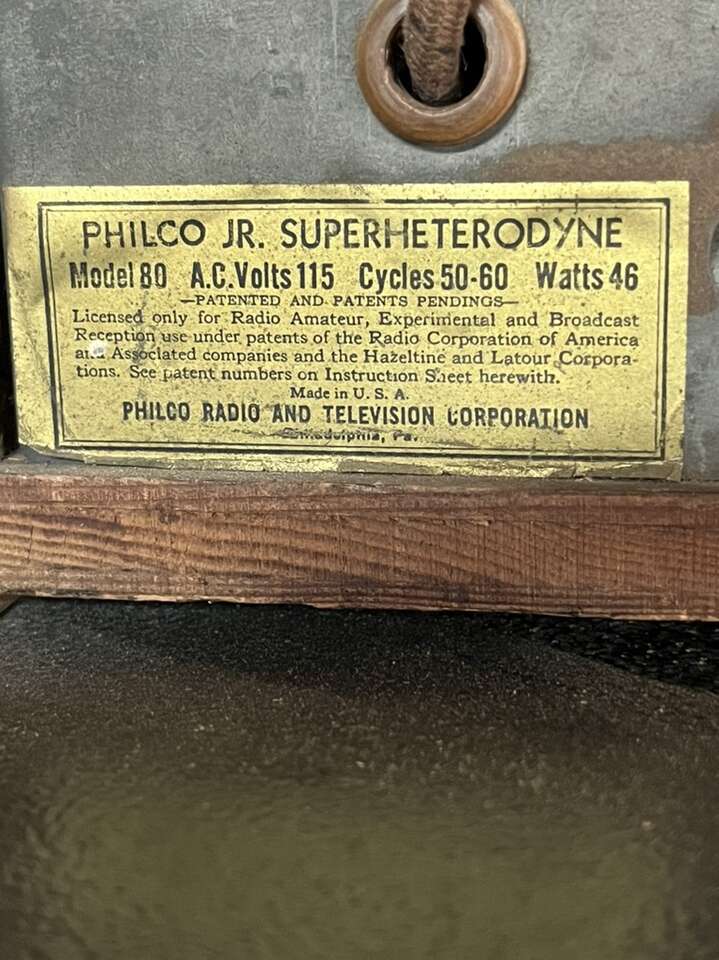 PHILCO JR. SUPERHETERODYNE
Model 80 A.C.Volts 115 Cycles 50-60 Watts 46
—PATENTED AND PATENTS PENDINGS—
Licensed only for Radio Amateur, Experimental and Broadcast
Reception use under patents of the Radio Corporation of America
and Associated companies and the Hazeltine and Latour Corpora-
tions. See patent numbers on Instruction Sheet herewith.
Made in U. S. A.
PHILCO RADIO AND TELEVISION CORPORATION
Philadelphia, Pa.